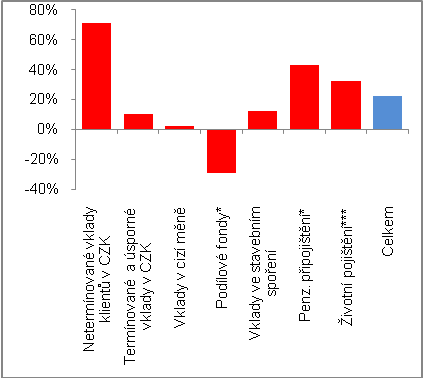 80%
60%
40%
20%
0%
-20%
-40%
Netermínované vklady
klientů v CZK
Termínované a úsporné
vklady v CZK
Vklady v cizí měně
Podílové fondy*
Vklady ve stavebním
spoření
Penz. připojištění*
Životní pojištění***
Celkem